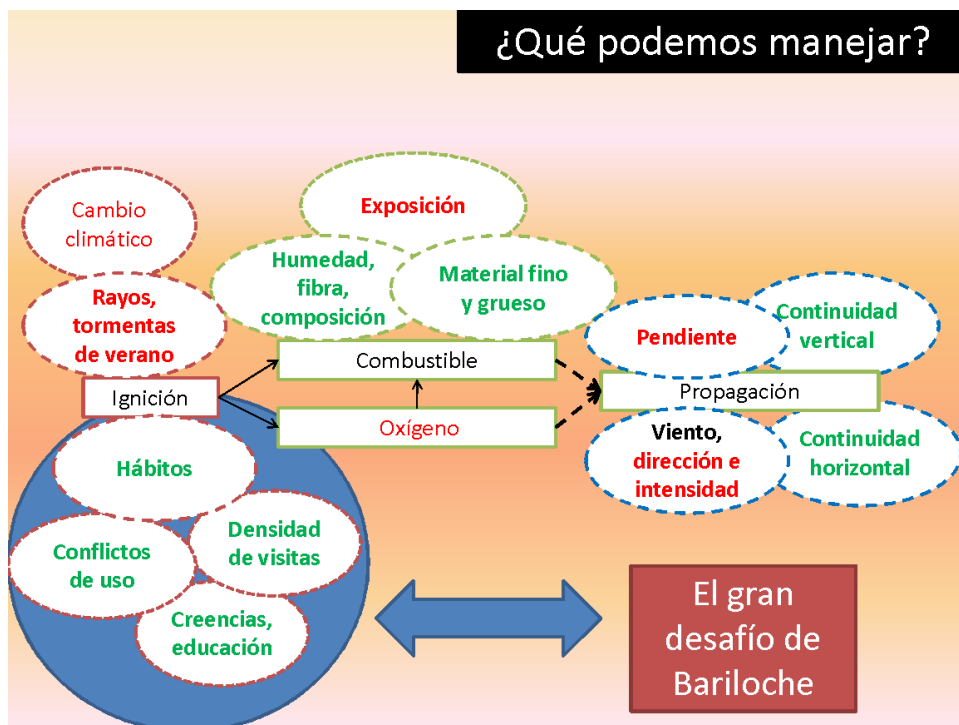 ¿Qué podemos manejar?
Cambio
climático
Rayos,
tormentas
de verano
Ignición
Exposición
Humedad,
fibra,
composición
Material fino
y grueso
Combustible
Oxígeno
Pendiente
Continuidad
vertical
Propagación
Viento,
dirección e
intensidad
Continuidad
horizontal
Hábitos
Densidad
de visitas
Conflictos
de uso
Creencias,
educación
El gran
desafío de
Bariloche